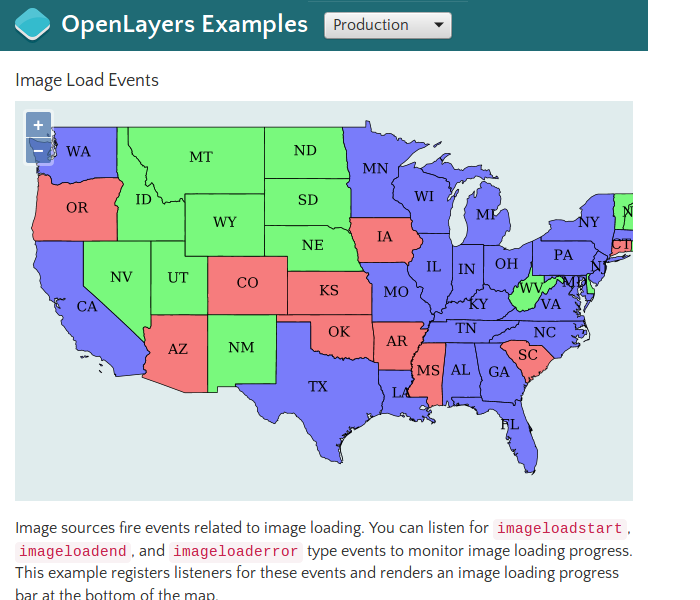 OpenLayers Examples
Production
Image Load Events
+
−
WA
MT
ND
MN
OR
ID
SD
WI
MI
WY
IA
NY
NE
CT
PA
NV
UT
CO
IL
IN
OH
NJ
KS
MO
WV
MD
CA
KY
VA
OK
TN
NC
AZ
NM
AR
SC
MS
AL
GA
TX
LA
FL
Image sources fire events related to image loading. You can listen for imageloadstart ,
imageloadend , and imageloaderror type events to monitor image loading progress.
This example registers listeners for these events and renders an image loading progress
bar at the bottom of the map.